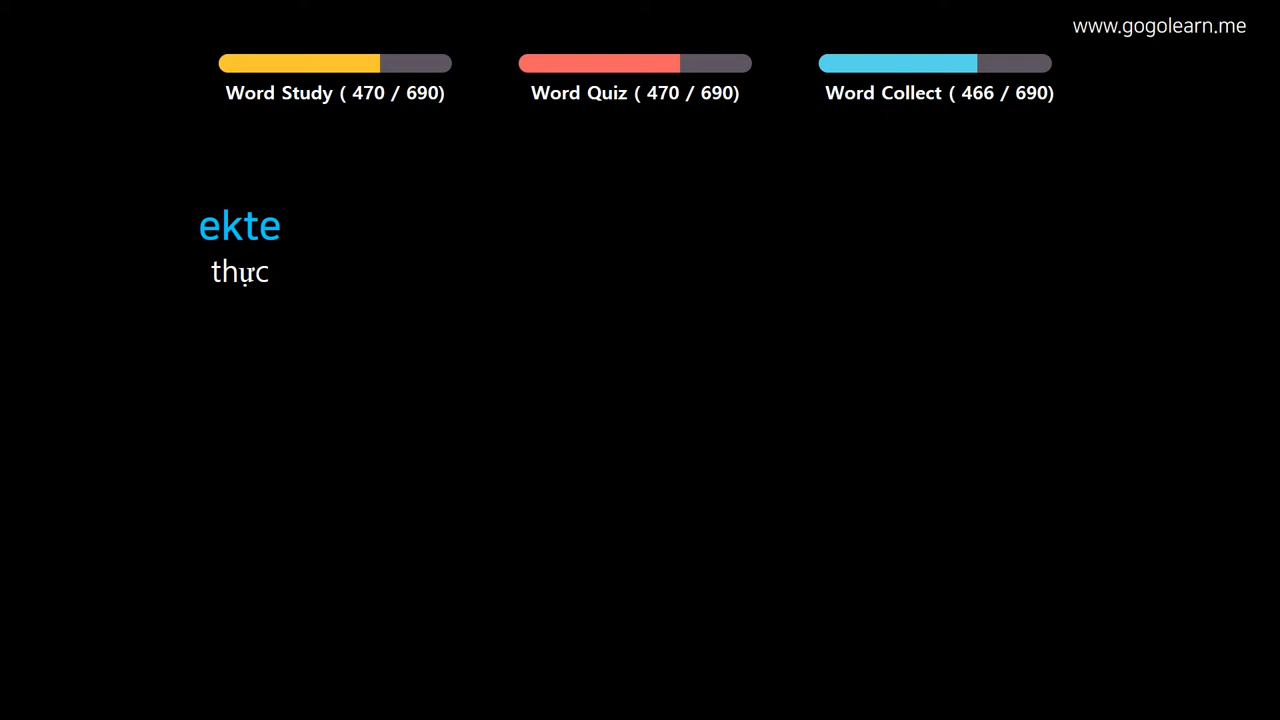 www.gogolearn.me
Word Study ( 470 / 690)
Word Quiz ( 470 / 690)
Word Collect ( 466 / 690)
ekte
thực